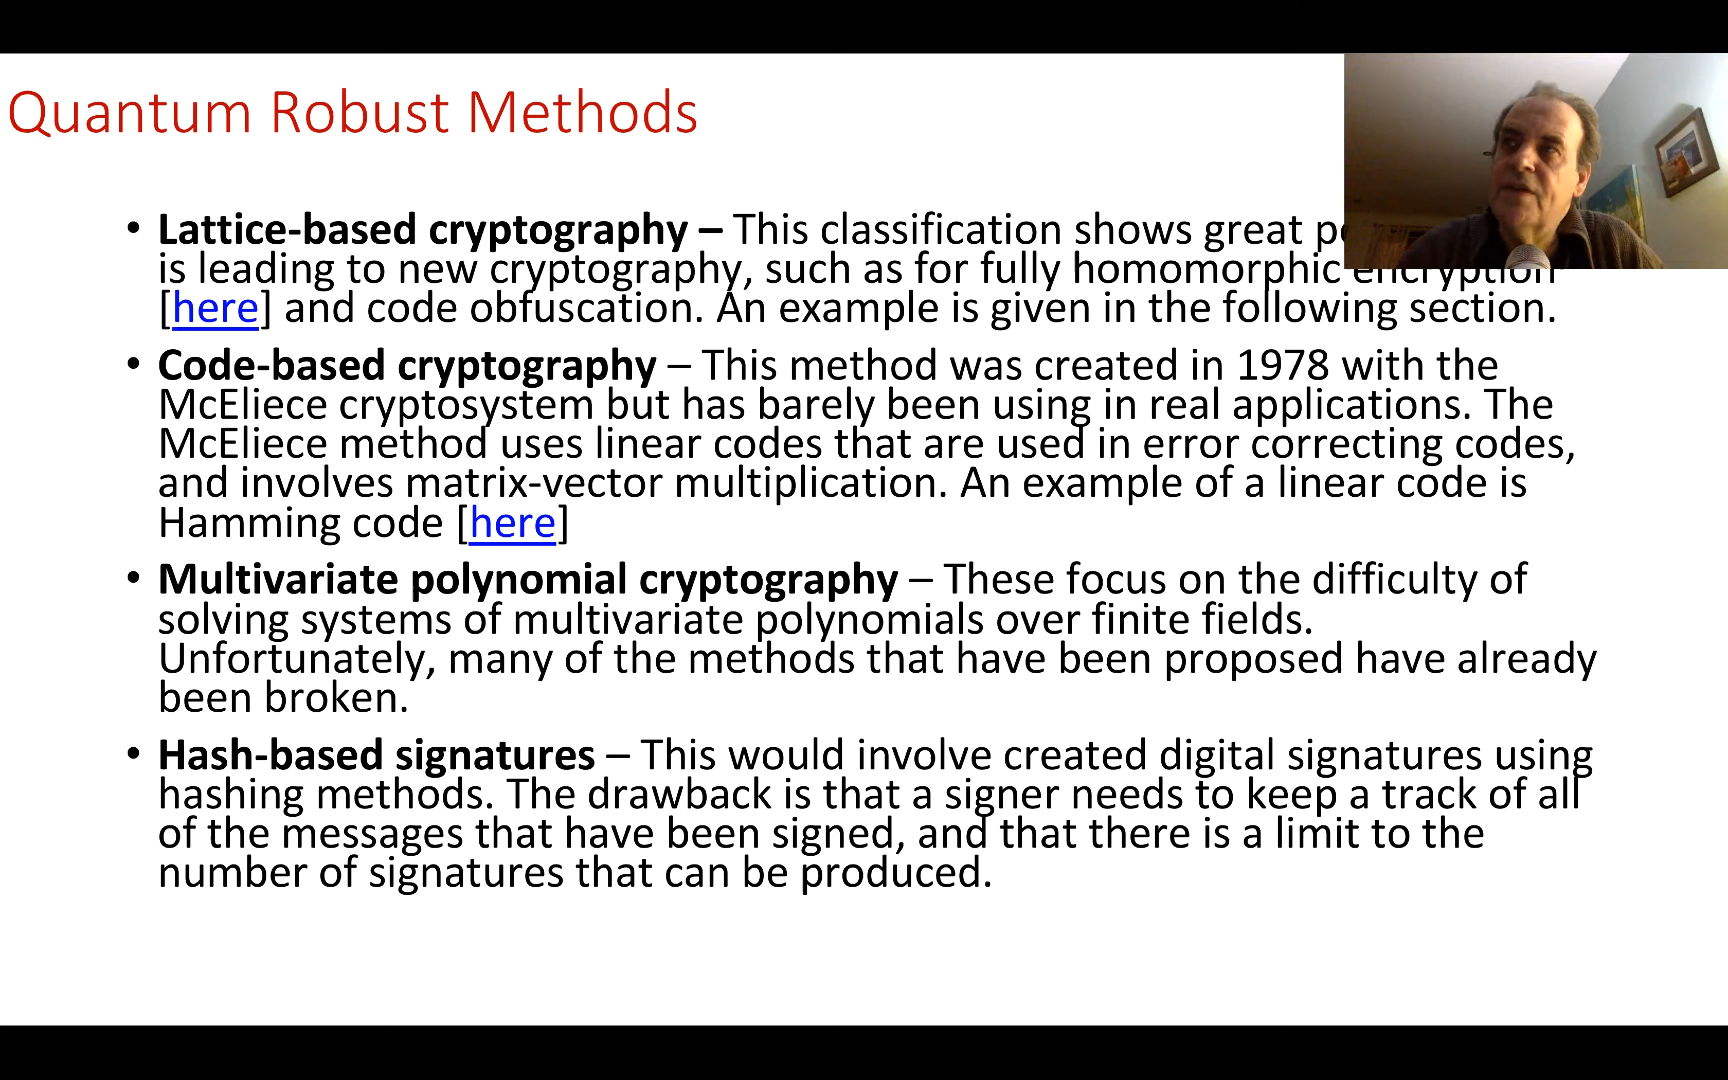 Quantum Robust Methods
• Lattice-based cryptography – This classification shows great
is leading to new cryptography, such as for fully homomorphic encryption
[here] and code obfuscation. An example is given in the following section.
• Code-based cryptography – This method was created in 1978 with the
McEliece cryptosystem but has barely been using in real applications. The
McEliece method uses linear codes that are used in error correcting codes,
and involves matrix-vector multiplication. An example of a linear code is
Hamming code [here]
• Multivariate polynomial cryptography – These focus on the difficulty of
solving systems of multivariate polynomials over finite fields.
Unfortunately, many of the methods that have been proposed have already
been broken.
• Hash-based signatures – This would involve created digital signatures using
hashing methods. The drawback is that a signer needs to keep a track of all
of the messages that have been signed, and that there is a limit to the
number of signatures that can be produced.